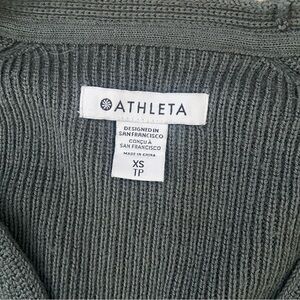 ATHLETA
DESIGNED IN
SAN FRANCISCO
CONÇU À
SAN FRANCISCO
MADE IN CHINA
XS
TP